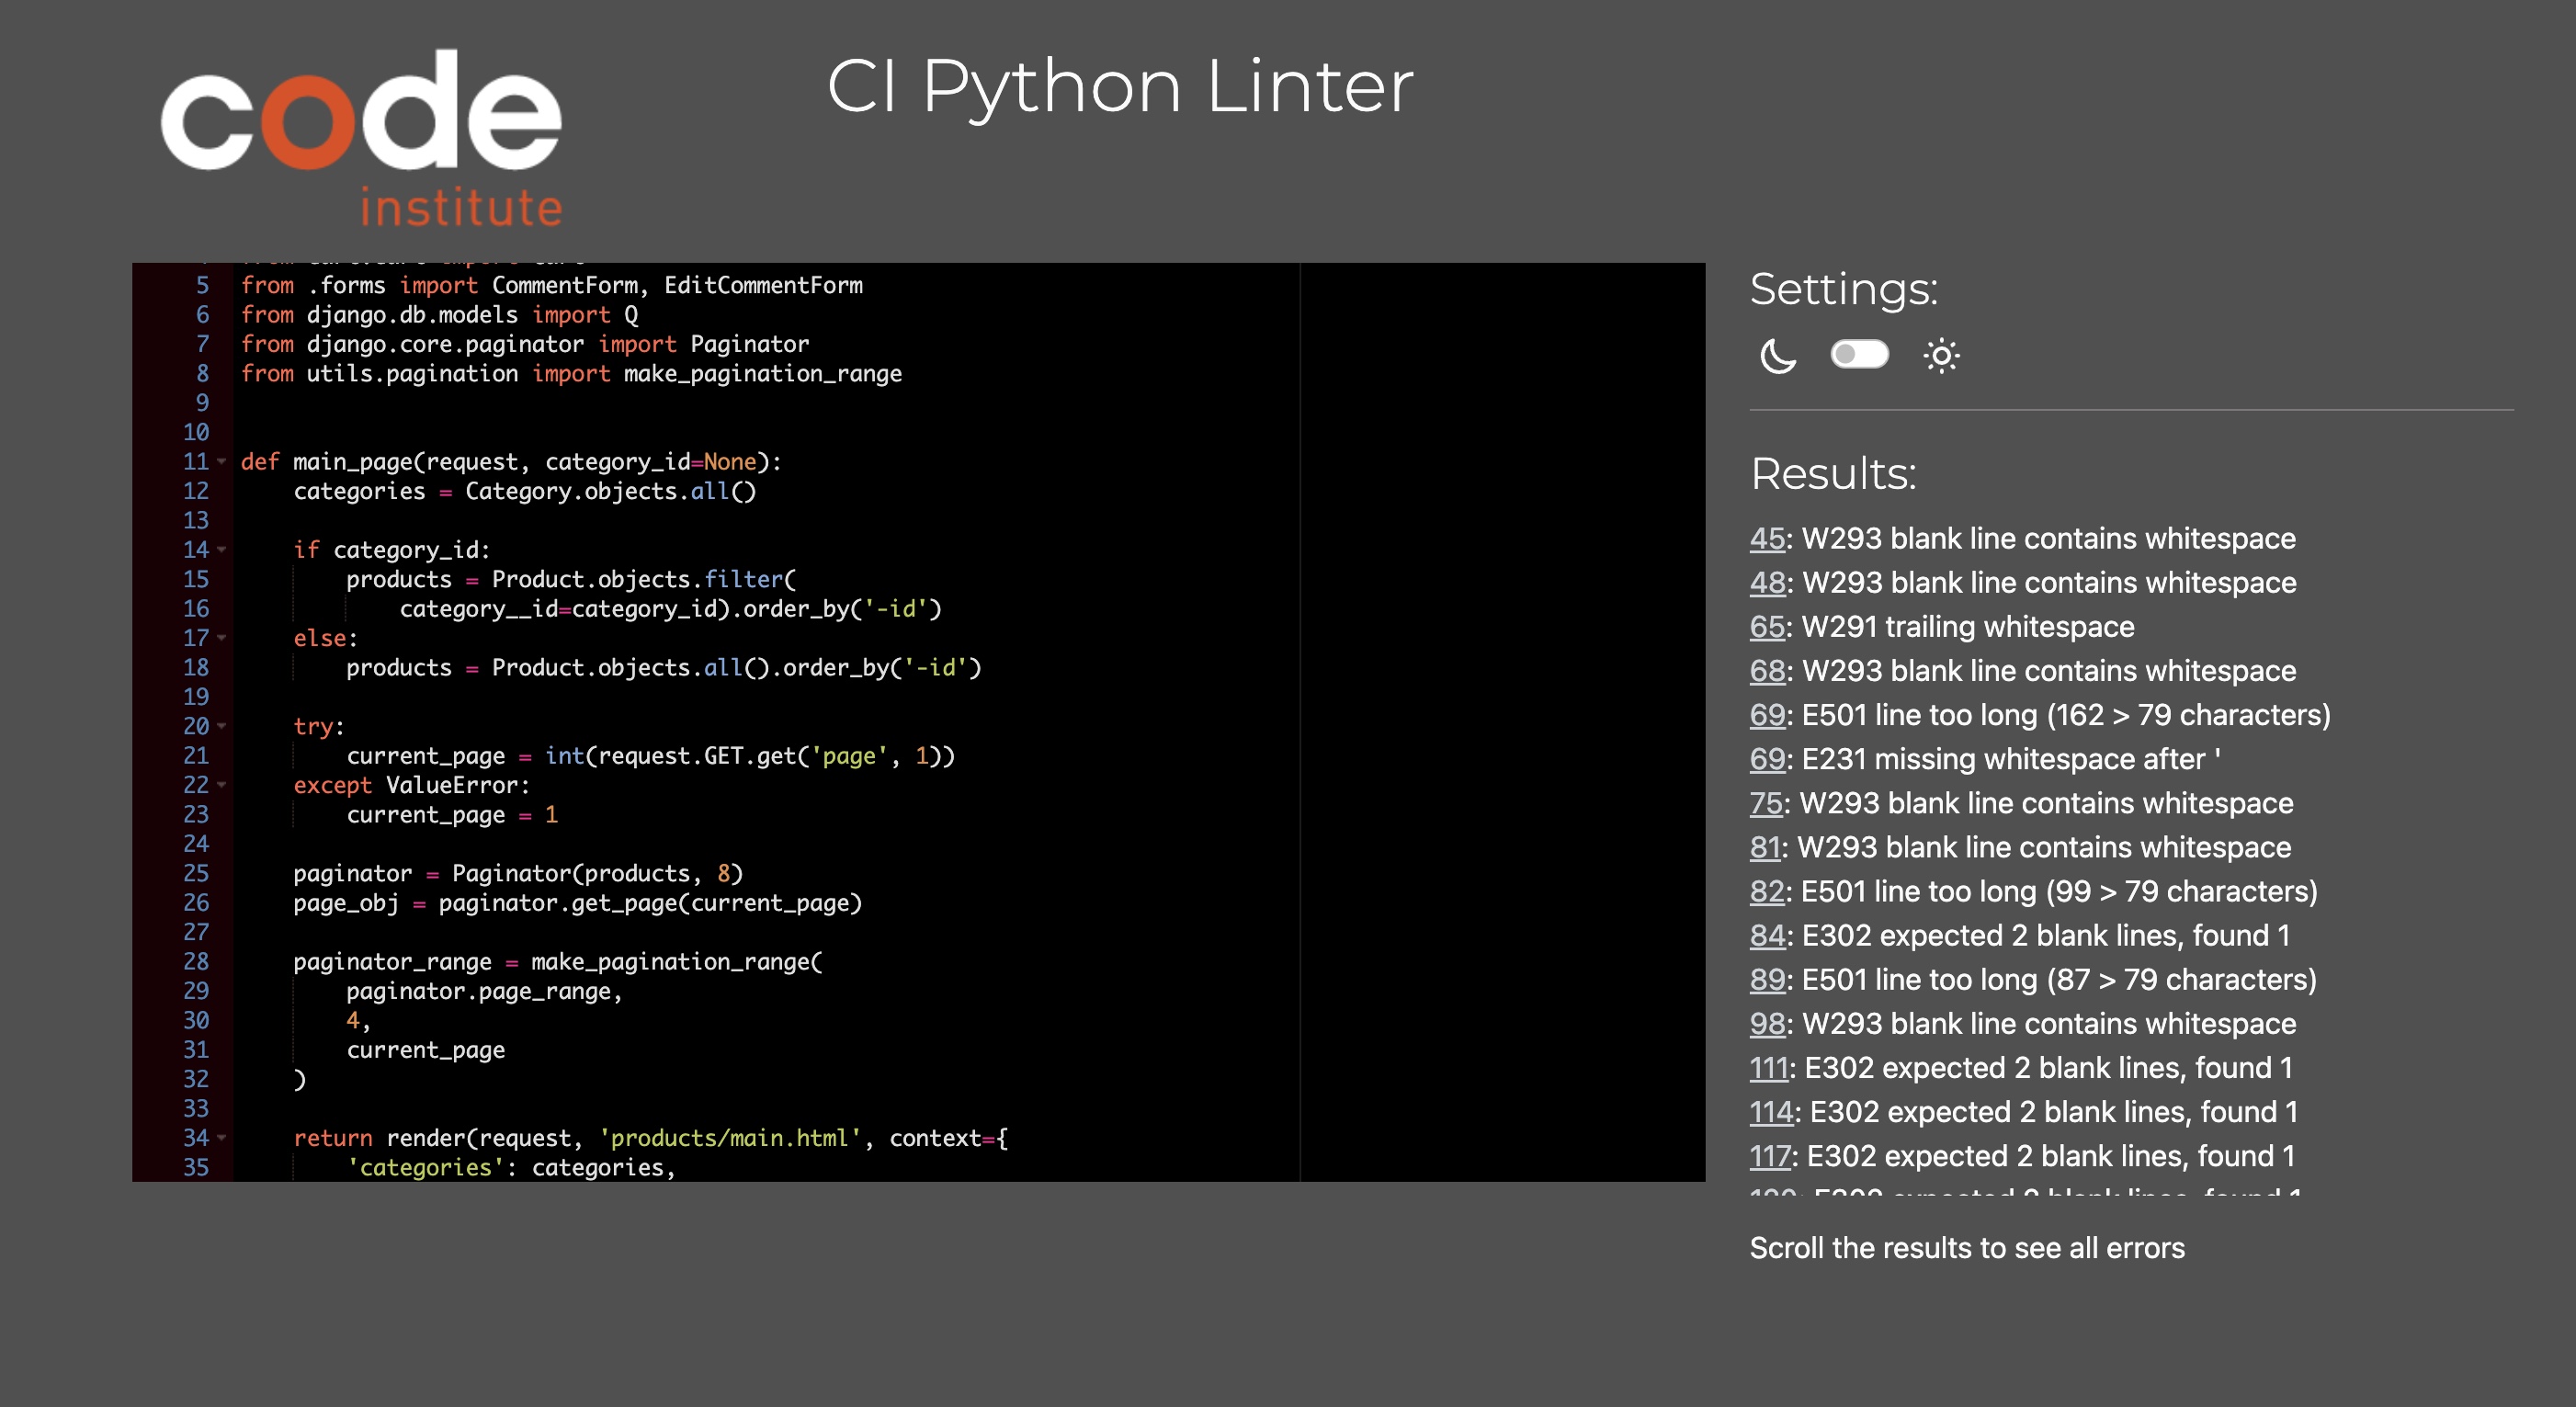 code
institute
CI Python Linter
5 from .forms import CommentForm, EditCommentForm
6 from django.db.models import Q
7 from django.core.paginator import Paginator
8 from utils.pagination import make_pagination_range
9
10
11 def main_page(request, category_id=None):
12     categories = Category.objects.all()
13
14     if category_id:
15         products = Product.objects.filter(
16             category__id=category_id).order_by('-id')
17     else:
18         products = Product.objects.all().order_by('-id')
19
20     try:
21         current_page = int(request.GET.get('page', 1))
22     except ValueError:
23         current_page = 1
24
25     paginator = Paginator(products, 8)
26     page_obj = paginator.get_page(current_page)
27
28     paginator_range = make_pagination_range(
29         paginator.page_range,
30         4,
31         current_page
32     )
33
34     return render(request, 'products/main.html', context={
35         'categories': categories,
Settings:
Results:
45: W293 blank line contains whitespace
48: W293 blank line contains whitespace
65: W291 trailing whitespace
68: W293 blank line contains whitespace
69: E501 line too long (162 > 79 characters)
69: E231 missing whitespace after '
75: W293 blank line contains whitespace
81: W293 blank line contains whitespace
82: E501 line too long (99 > 79 characters)
84: E302 expected 2 blank lines, found 1
89: E501 line too long (87 > 79 characters)
98: W293 blank line contains whitespace
111: E302 expected 2 blank lines, found 1
114: E302 expected 2 blank lines, found 1
117: E302 expected 2 blank lines, found 1
Scroll the results to see all errors